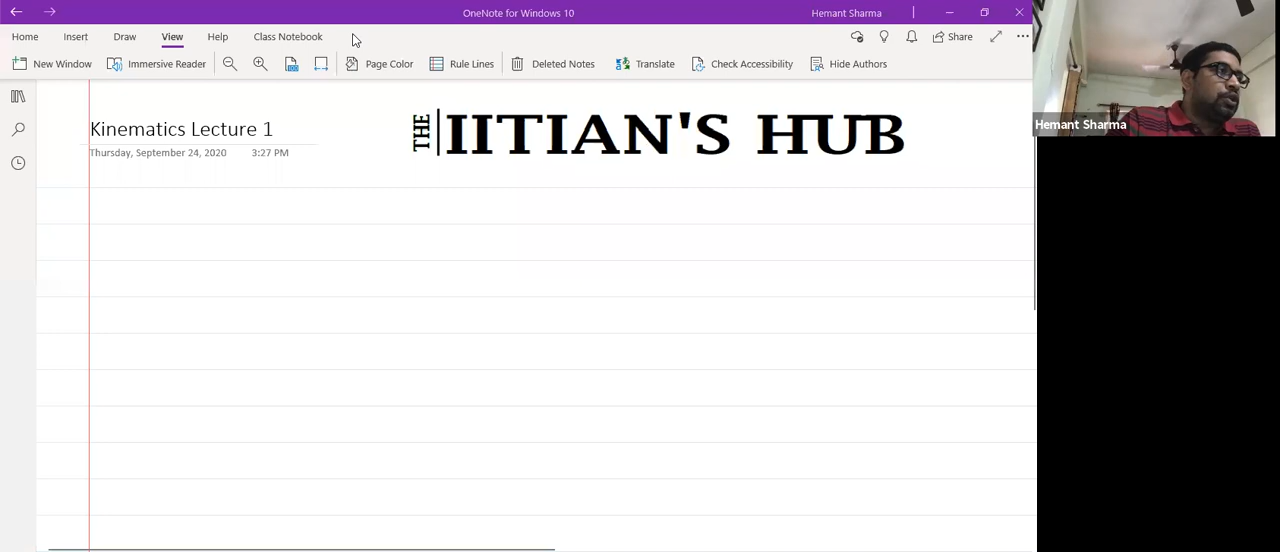 OneNote for Windows 10
Hemant Sharma
Home Insert Draw View Help Class Notebook
Share
New Window Immersive Reader Page Color Rule Lines Deleted Notes Translate Check Accessibility Hide Authors
Hemant Sharma
Kinematics Lecture 1
THE IITIAN'S HUB
Thursday, September 24, 2020 3:27 PM